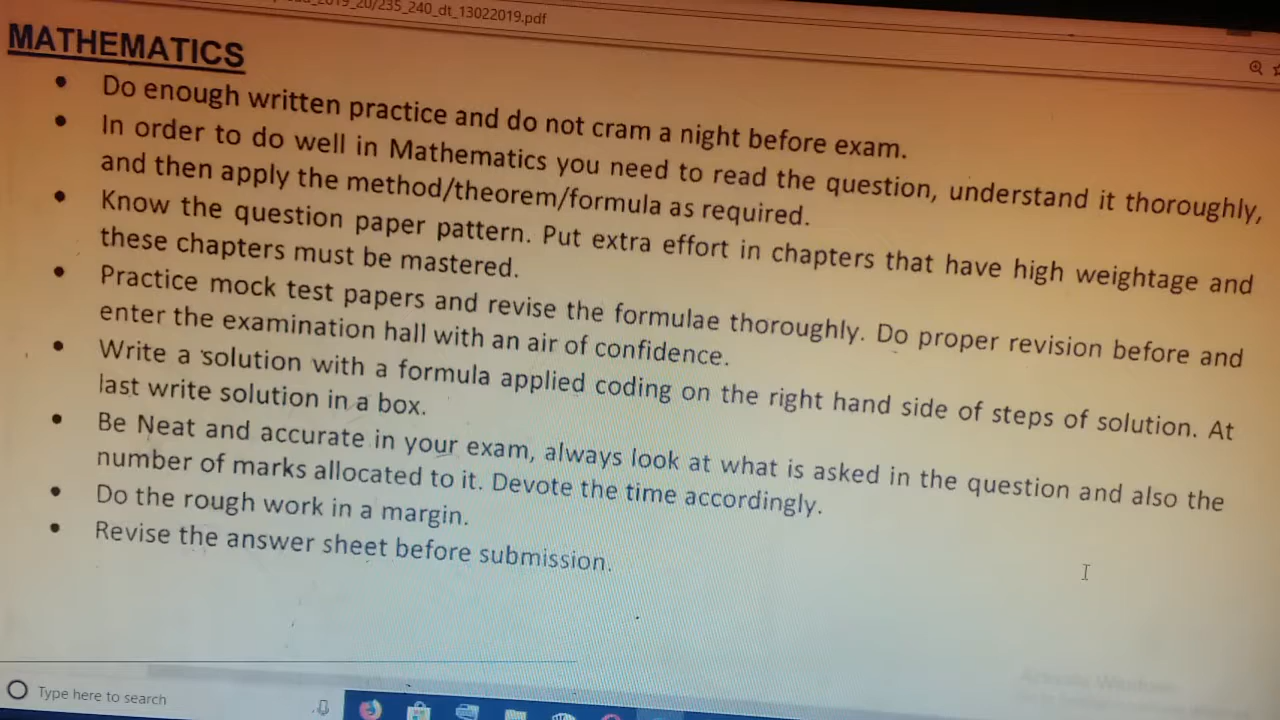 2019_20/235_240_dt_13022019.pdf
MATHEMATICS
• Do enough written practice and do not cram a night before exam.
• In order to do well in Mathematics you need to read the question, understand it thoroughly,
and then apply the method/theorem/formula as required.
• Know the question paper pattern. Put extra effort in chapters that have high weightage and
these chapters must be mastered.
• Practice mock test papers and revise the formulae thoroughly. Do proper revision before and
enter the examination hall with an air of confidence.
• Write a solution with a formula applied coding on the right hand side of steps of solution. At
last write solution in a box.
• Be Neat and accurate in your exam, always look at what is asked in the question and also the
number of marks allocated to it. Devote the time accordingly.
• Do the rough work in a margin.
• Revise the answer sheet before submission.
Type here to search